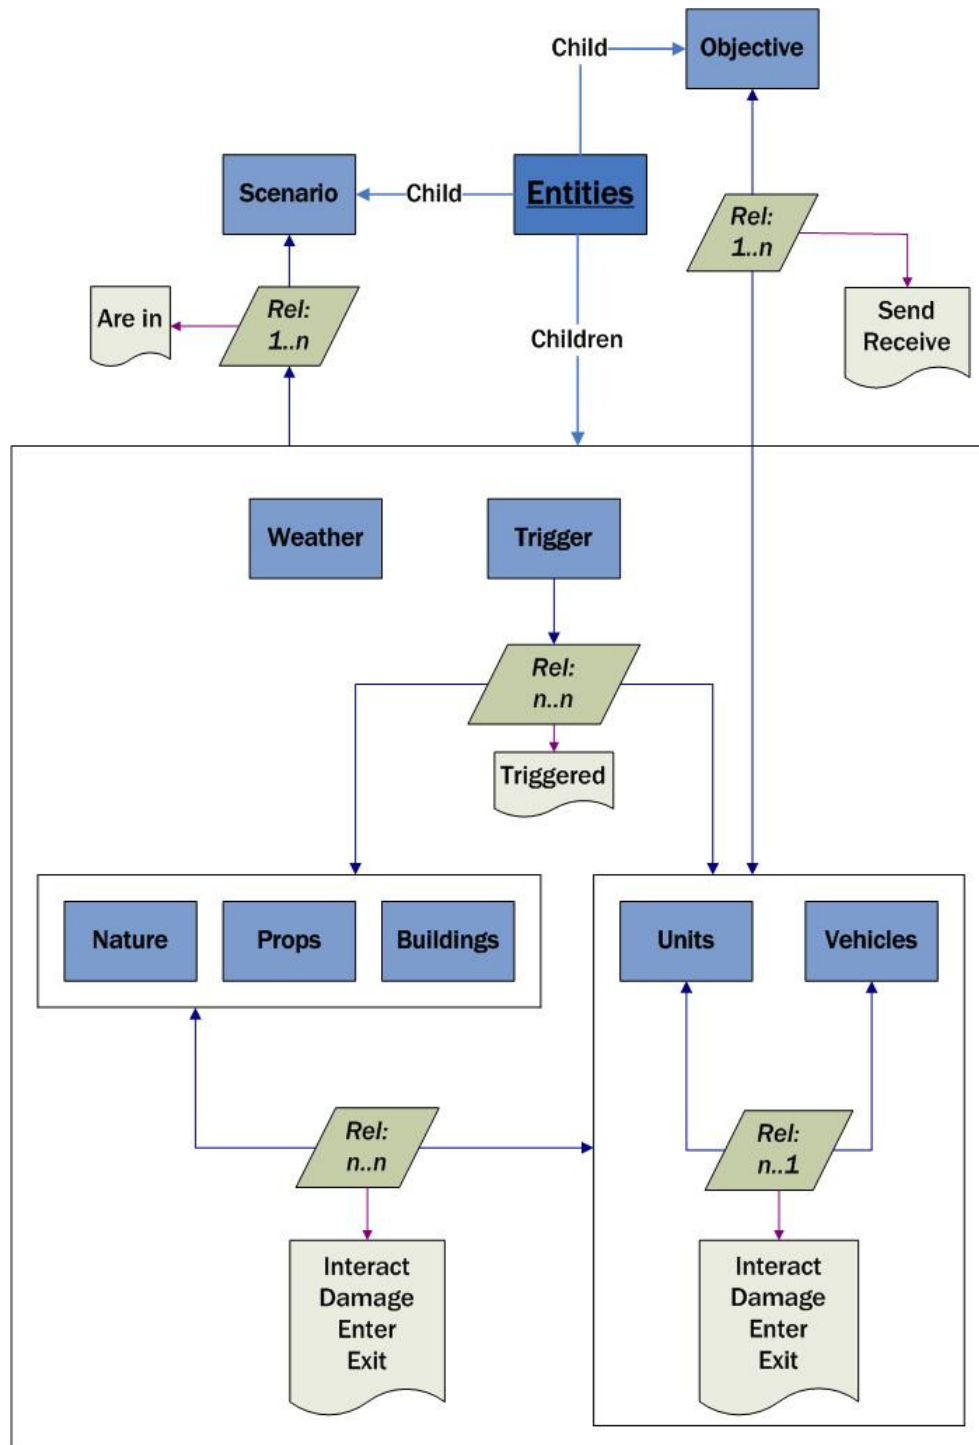 Child
Objective
Scenario
Child
Entities
Rel:
1..n
Are in
Rel:
1..n
Send
Receive
Children
Weather
Trigger
Rel:
n..n
Triggered
Nature
Props
Buildings
Units
Vehicles
Rel:
n..n
Rel:
n..1
Interact
Damage
Enter
Exit
Interact
Damage
Enter
Exit